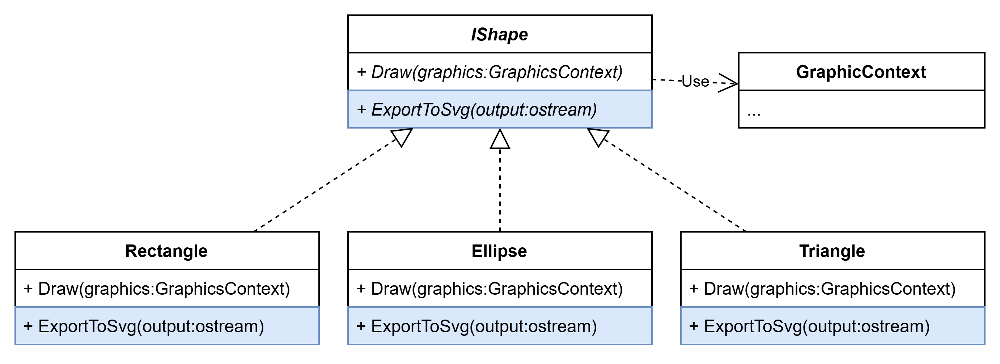 IShape
+ Draw(graphics:GraphicsContext)
+ ExportToSvg(output:ostream)
Use
GraphicContext
...
Rectangle
+ Draw(graphics:GraphicsContext)
+ ExportToSvg(output:ostream)
Ellipse
+ Draw(graphics:GraphicsContext)
+ ExportToSvg(output:ostream)
Triangle
+ Draw(graphics:GraphicsContext)
+ ExportToSvg(output:ostream)